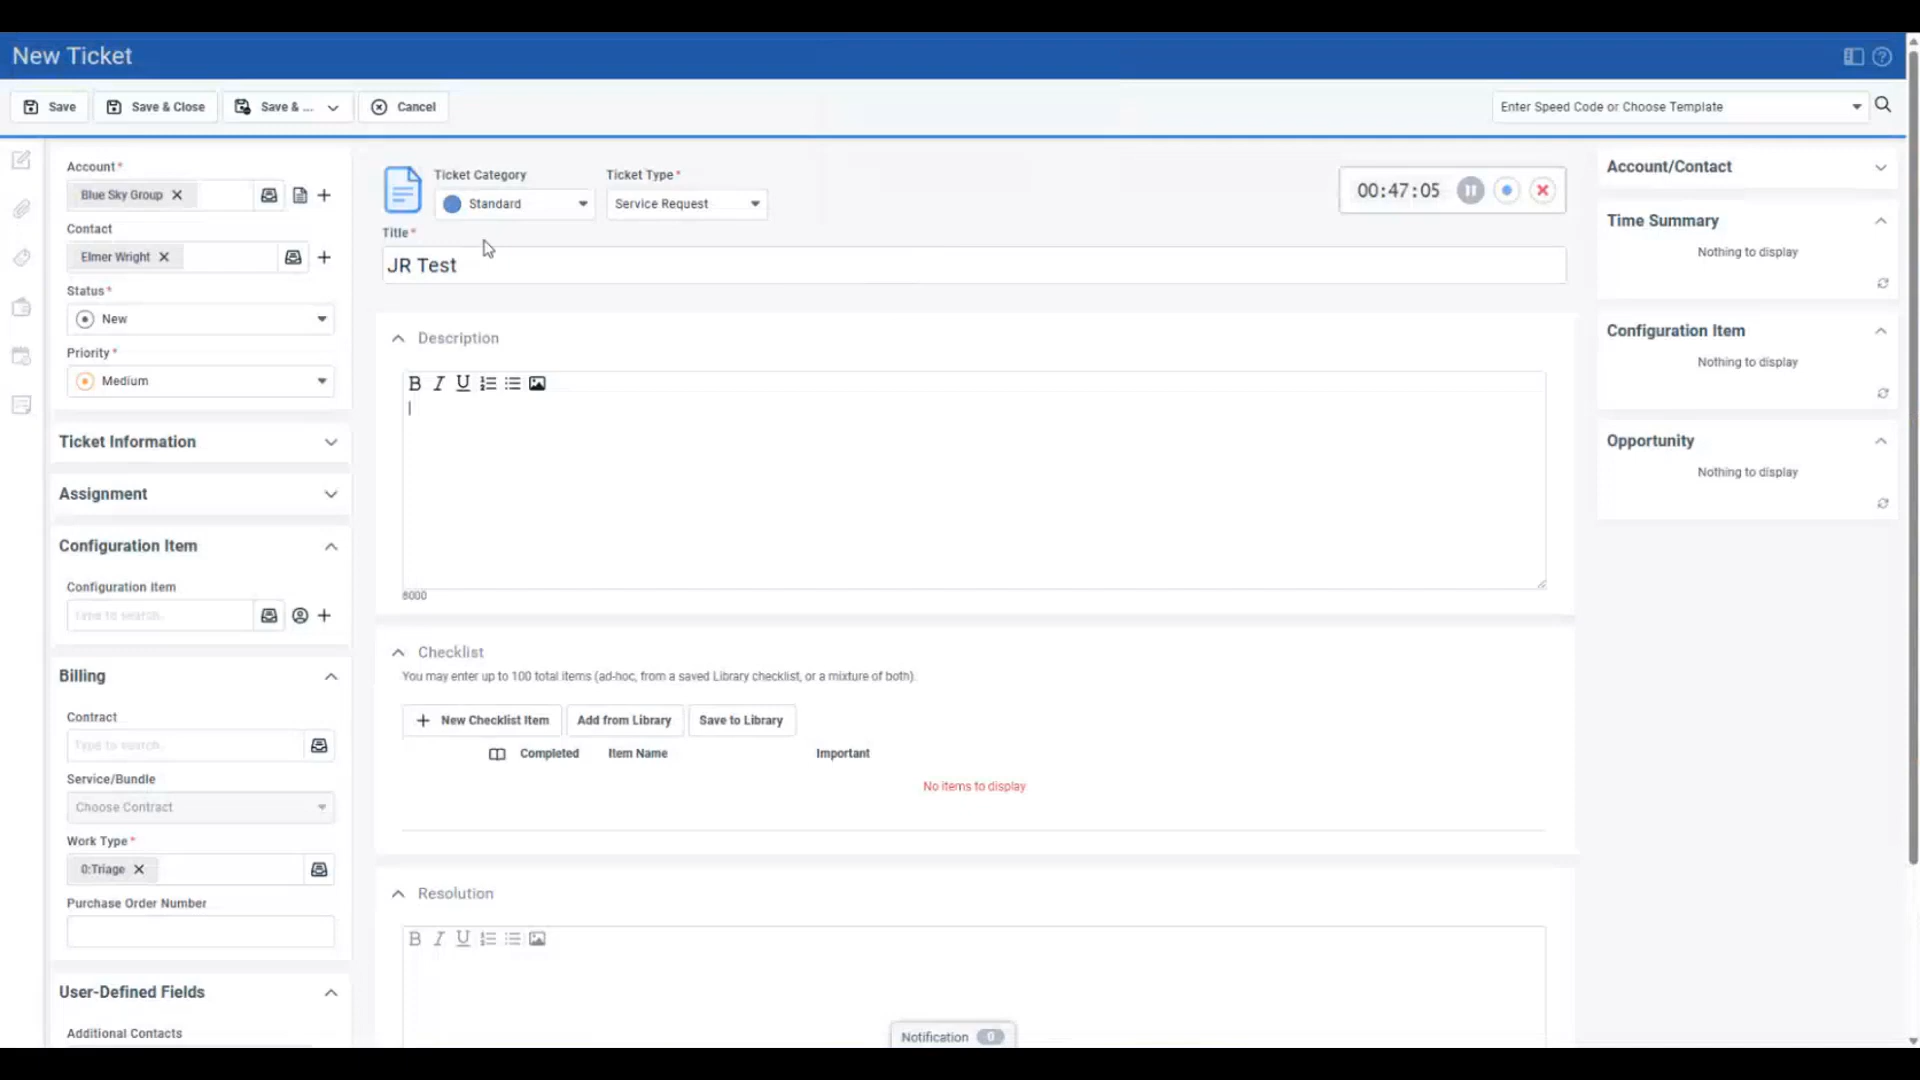 New Ticket
Save
Save & Close
Save & ...
Cancel
Enter Speed Code or Choose Template
Account*
Blue Sky Group
Contact
Elmer Wright
Status*
New
Priority*
Medium
Ticket Information
Assignment
Configuration Item
Configuration Item
Type to search...
Billing
Contract
Type to search...
Service/Bundle
Choose Contract
Work Type*
0:Triage
Purchase Order Number
User-Defined Fields
Additional Contacts
Ticket Category
Standard
Ticket Type*
Service Request
00:47:05
Title*
JR Test
Description
B I U
8000
Checklist
You may enter up to 100 total items (ad-hoc, from a saved Library checklist, or a mixture of both).
New Checklist Item
Add from Library
Save to Library
Completed
Item Name
Important
No items to display
Resolution
B I U
Notification 0
Account/Contact
Time Summary
Nothing to display
Configuration Item
Nothing to display
Opportunity
Nothing to display